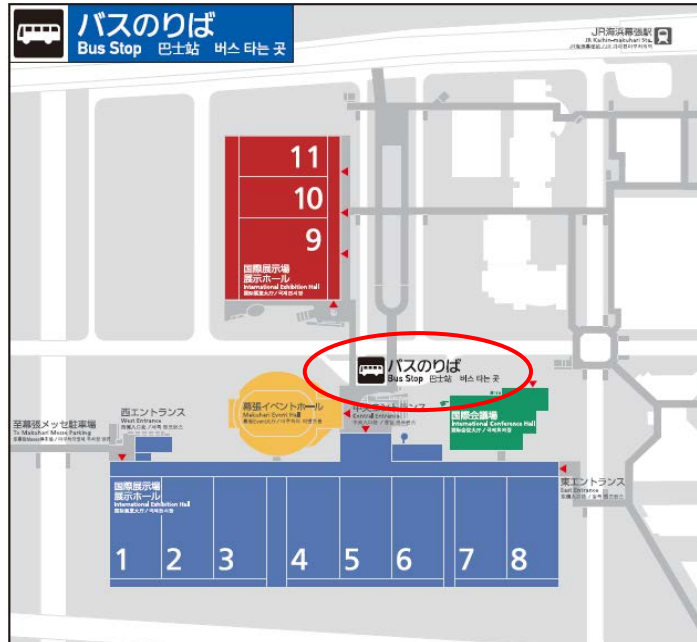 バスのりば
Bus Stop 巴士站 버스 타는 곳
JR海浜幕張駅
JR Kaihin-makuhari Sta.
11
10
9
国際展示場
展示ホール
International Exhibition Hall
バスのりば
Bus Stop 巴士站 버스 타는 곳
幕張イベントホール
Makuhari Event Hall
西エントランス
West Entrance
至幕張メッセ駐車場
To Makuhari Messe Parking
Central Entrance
国際会議場
International Conference Hall
東エントランス
East Entrance
国際展示場
展示ホール
International Exhibition Hall
1 2 3 4 5 6 7 8